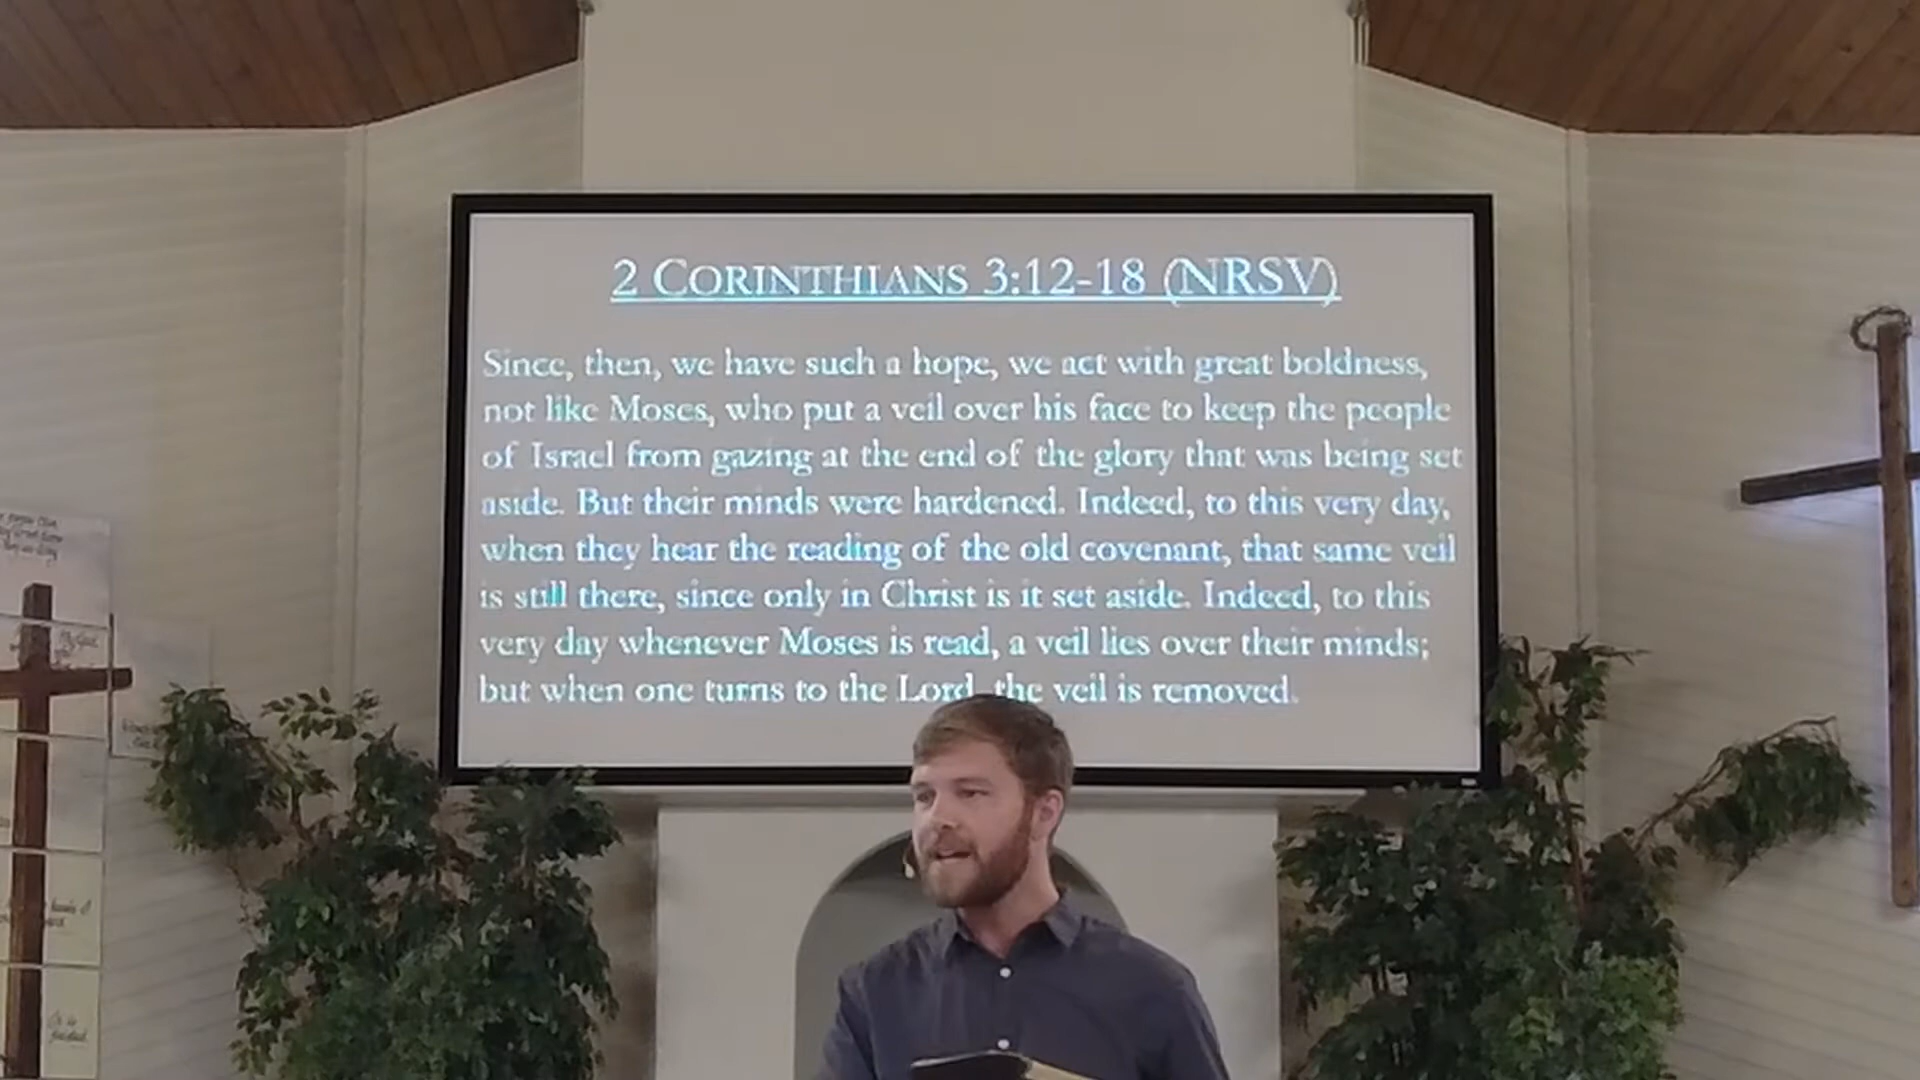 2 CORINTHIANS 3:12-18 (NRSV)
Since, then, we have such a hope, we act with great boldness,
not like Moses, who put a veil over his face to keep the people
of Israel from gazing at the end of the glory that was being set
aside. But their minds were hardened. Indeed, to this very day,
when they hear the reading of the old covenant, that same veil
is still there, since only in Christ is it set aside. Indeed, to this
very day whenever Moses is read, a veil lies over their minds;
but when one turns to the Lord, the veil is removed.